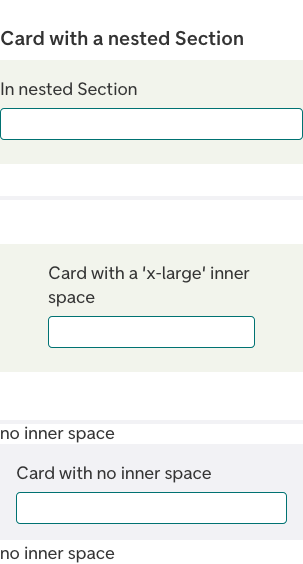 Card with a nested Section
In nested Section
Card with a 'x-large' inner
space
no inner space
Card with no inner space
no inner space